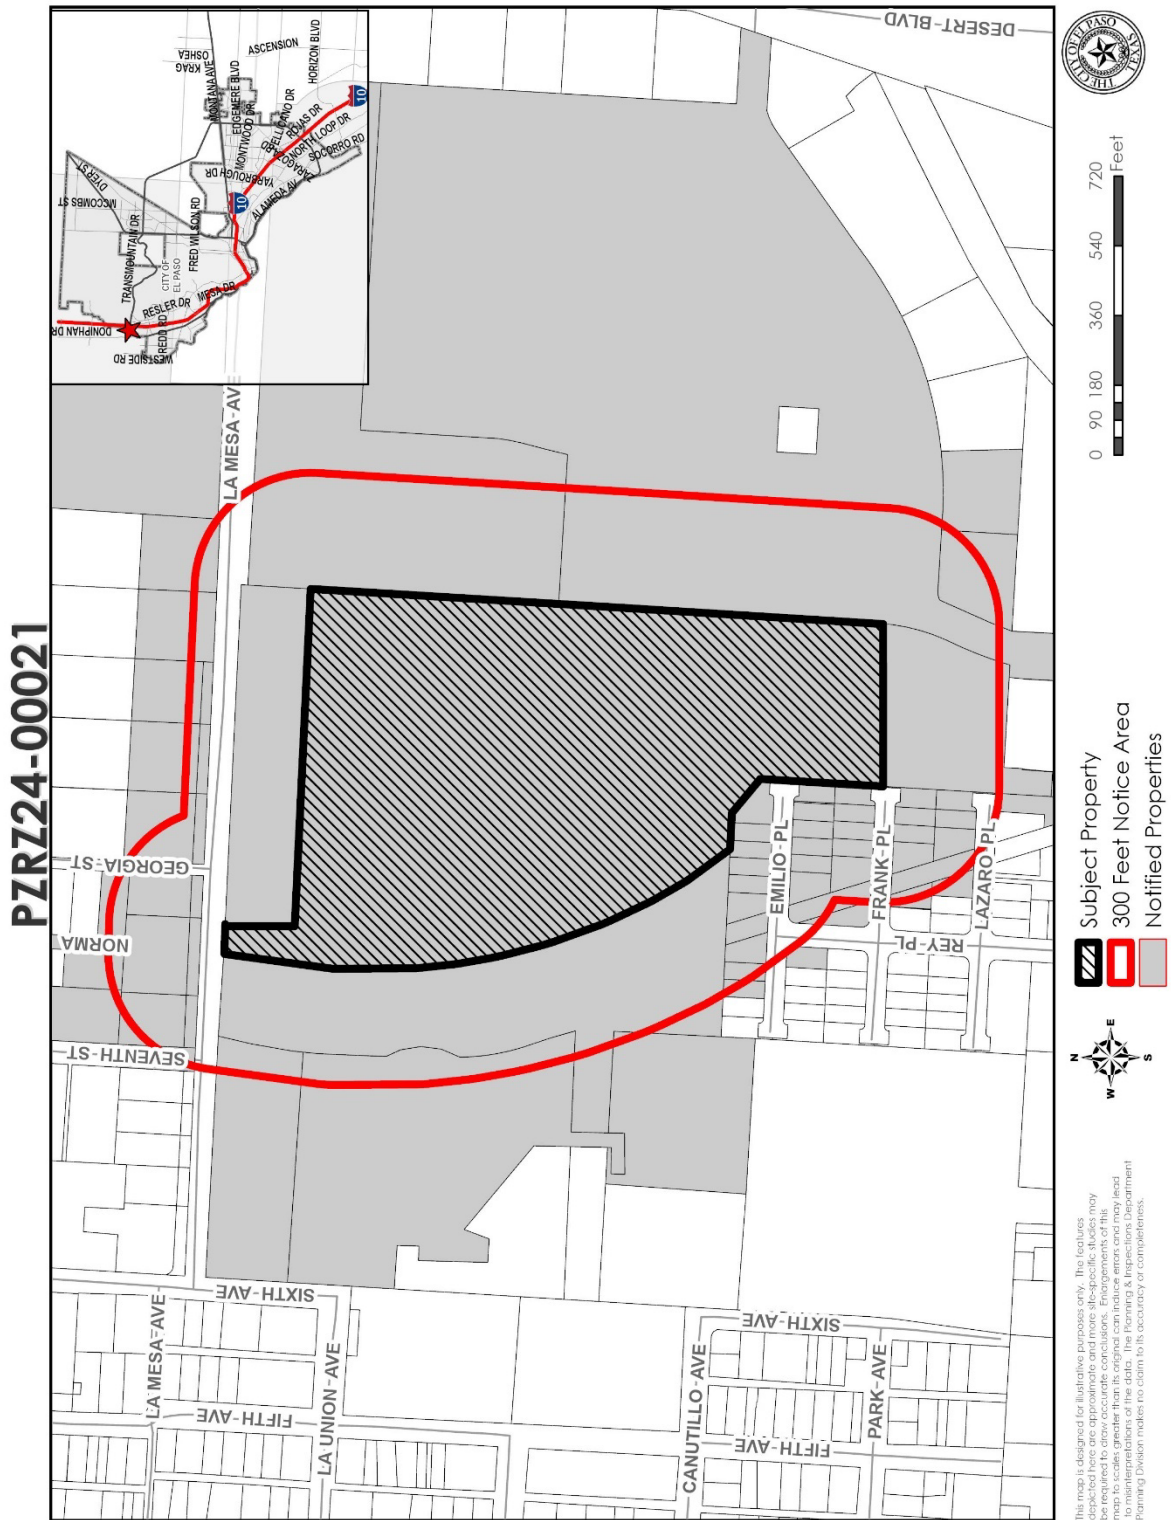 PZRZ24-00021
DESERT-BLVD
LA MESA-AV
GEORGIA-ST
NORMA
SEVENTH-ST
EMILIO-PL
FRANK-PL
LAZARO-PL
REY-PL
LA MESA-AVE
SIXTH-AVE
LA UNION-AVE
FIFTH-AVE
CANUTILLO-AVE
SIXTH-AVE
PARK-AVE
FIFTH-AVE
DYER ST
MCCOMBS ST
TRANSMOUNTAIN DR
DONIPHAN DR
WESTSIDE RD
REDD RD
RESLER DR
MESA DR
CITY OF
EL PASO
FRED WILSON RD
MONTANA AVE
KRAG
OSHEA
ASCENSION
EDGEMERE BLVD
MONTWOOD DR
YARBROUGH DR
PELLICANO DR
ROJAS DR
HORIZON BLVD
NORTH LOOP DR
ZARAGOZA RD
SOCORRO RD
ALAMEDA AV
10
10
This map is designed for illustrative purposes only. The features
depicted here are approximate and more site-specific studies may
be required to draw accurate conclusions. Enlargements of this
map to scales greater than its original can induce errors and may lead
to misinterpretations of the data. The Planning & Inspections Department
Planning Division makes no claim to its accuracy or completeness.
N
E
S
W
Subject Property
300 Feet Notice Area
Notified Properties
0 90 180 360 540 720
Feet
THE CITY OF EL PASO
TEXAS